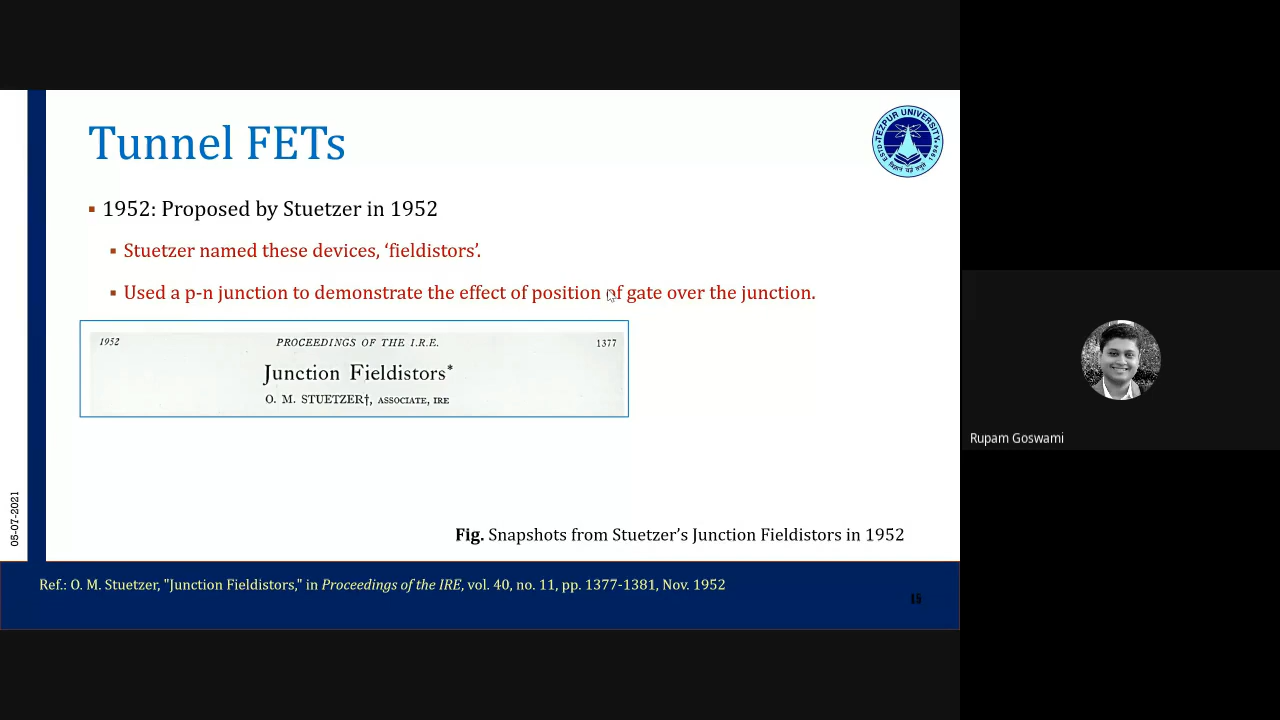 Tunnel FETs
TEZPUR UNIVERSITY
▪ 1952: Proposed by Stuetzer in 1952
▪ Stuetzer named these devices, ‘fieldistors’.
▪ Used a p-n junction to demonstrate the effect of position of gate over the junction.
1952 PROCEEDINGS OF THE I.R.E. 1377
Junction Fieldistors*
O. M. STUETZER†, ASSOCIATE, IRE
Fig. Snapshots from Stuetzer’s Junction Fieldistors in 1952
05-07-2021
Ref.: O. M. Stuetzer, "Junction Fieldistors," in Proceedings of the IRE, vol. 40, no. 11, pp. 1377-1381, Nov. 1952
Rupam Goswami